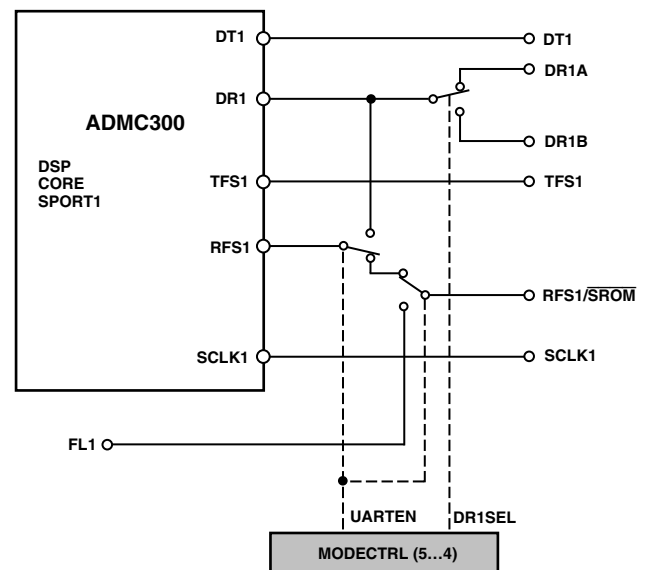 DT1
DT1
DR1A
DR1
ADMC300
DR1B
DSP
CORE
SPORT1
TFS1
TFS1
RFS1
RFS1/SROM
SCLK1
SCLK1
FL1
UARTEN
DR1SEL
MODECTRL (5...4)